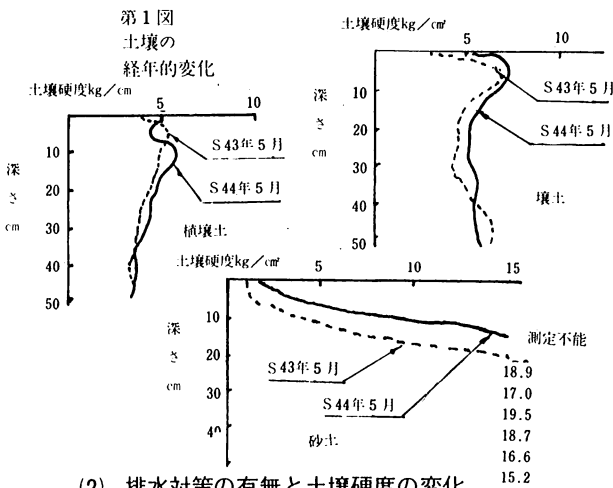 第1図
土壌の
経年的変化
土壌硬度kg/cm
5
10
S43年5月
S44年5月
深さcm
10
20
30
40
50
植壌土
土壌硬度kg/cm²
5
10
S43年5月
S44年5月
深さcm
10
20
30
40
50
壌土
土壌硬度kg/cm²
5
10
15
深さcm
10
20
30
40
測定不能
S43年5月
S44年5月
砂土
18.9
17.0
19.5
18.7
16.6
15.2
(2) 排水対等の有無と土壌硬度の変化